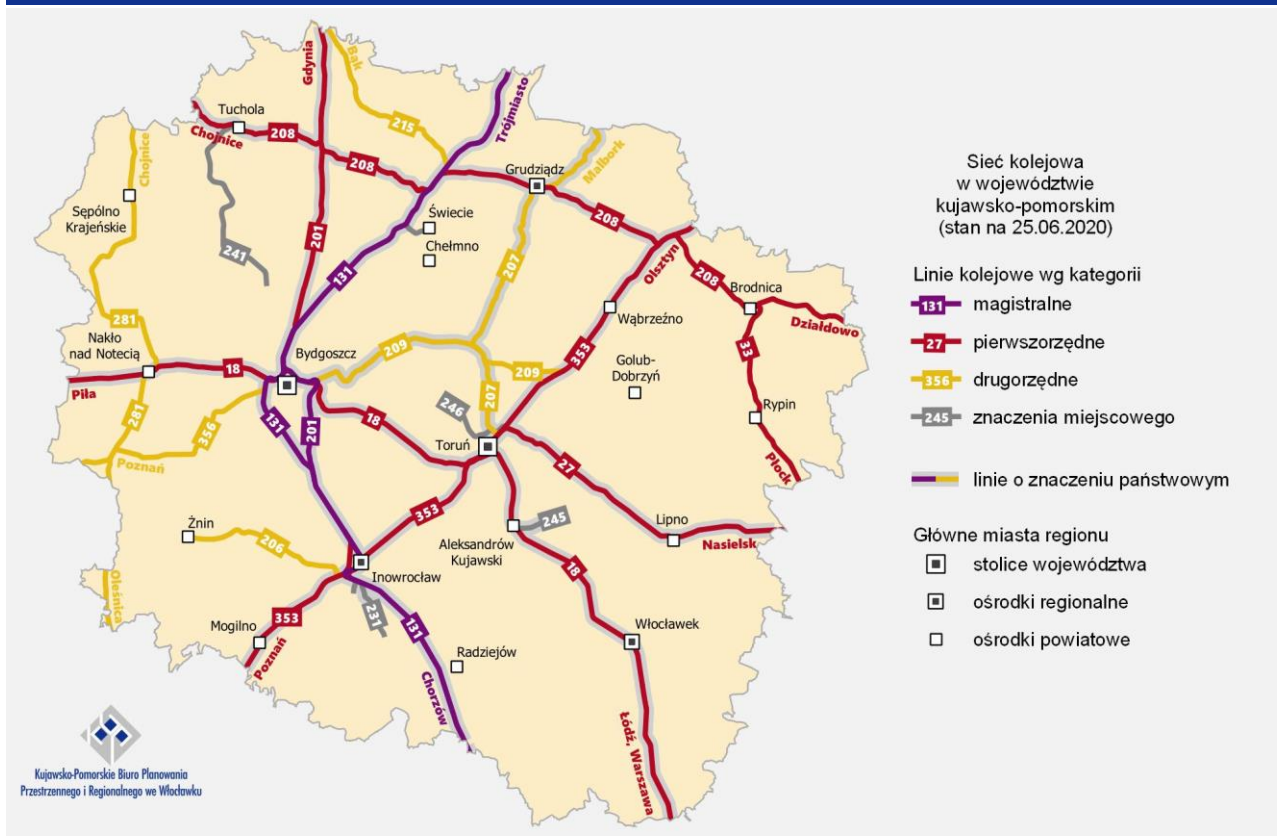 Gdynia
Bąk
Trójmiasto
Tuchola
Chojnice
208
215
Chojnice
208
Grudziądz
Malbork
Sępólno
Krajeńskie
Świecie
Chełmno
208
201
241
131
207
Olsztyn
208
Brodnica
Działdowo
281
Wąbrzeźno
33
Nakło
nad Notecią
Bydgoszcz
209
353
Golub-
Dobrzyń
18
209
Piła
281
207
Rypin
356
131
201
18
246
Toruń
Poznań
27
Płock
353
Żnin
206
245
Lipno
Aleksandrów
Kujawski
Nasielsk
Oleśnica
Inowrocław
18
Mogilno
353
231
131
Włocławek
Poznań
Radziejów
Chorzów
Łódź, Warszawa
Sieć kolejowa
w województwie
kujawsko-pomorskim
(stan na 25.06.2020)
Linie kolejowe wg kategorii
131 magistralne
27 pierwszorzędne
356 drugorzędne
245 znaczenia miejscowego
linie o znaczeniu państwowym
Główne miasta regionu
stolice województwa
ośrodki regionalne
ośrodki powiatowe
Kujawsko-Pomorskie Biuro Planowania
Przestrzennego i Regionalnego we Włocławku